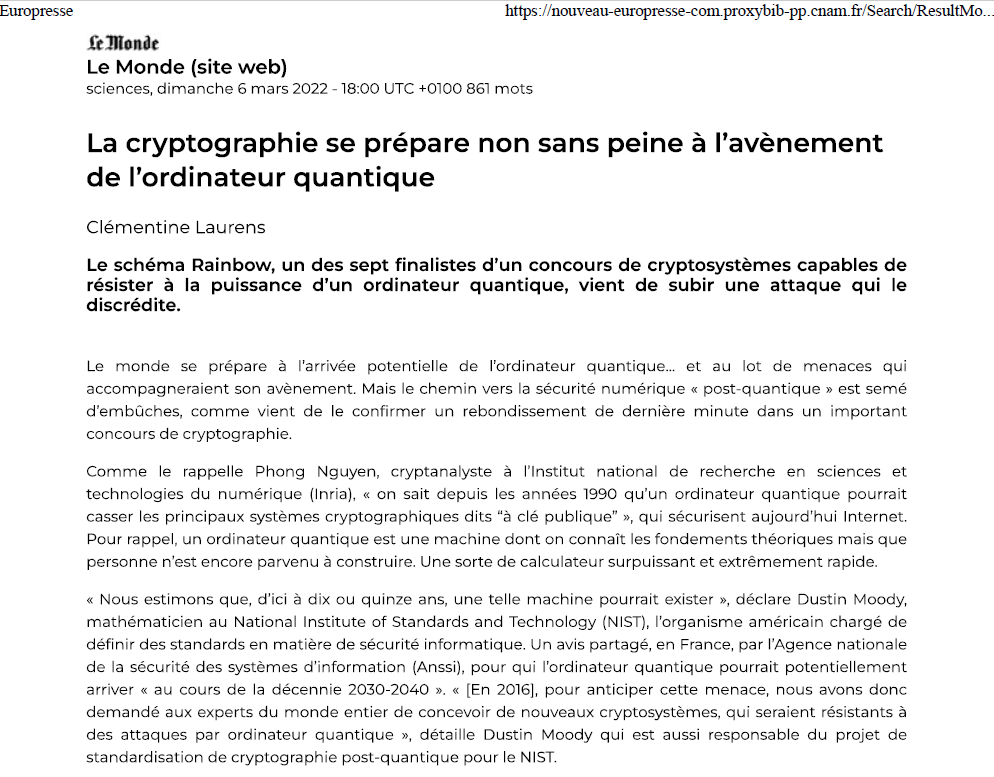 Europresse
https://nouveau-europresse-com.proxybib-pp.cnam.fr/Search/ResultMo...
Le Monde
Le Monde (site web)
sciences, dimanche 6 mars 2022 - 18:00 UTC +0100 861 mots
La cryptographie se prépare non sans peine à l’avènement
de l’ordinateur quantique
Clémentine Laurens
Le schéma Rainbow, un des sept finalistes d’un concours de cryptosystèmes capables de
résister à la puissance d’un ordinateur quantique, vient de subir une attaque qui le
discrédite.
Le monde se prépare à l’arrivée potentielle de l’ordinateur quantique... et au lot de menaces qui
accompagneraient son avènement. Mais le chemin vers la sécurité numérique « post-quantique » est semé
d’embûches, comme vient de le confirmer un rebondissement de dernière minute dans un important
concours de cryptographie.
Comme le rappelle Phong Nguyen, cryptanalyste à l’Institut national de recherche en sciences et
technologies du numérique (Inria), « on sait depuis les années 1990 qu’un ordinateur quantique pourrait
casser les principaux systèmes cryptographiques dits “à clé publique” », qui sécurisent aujourd’hui Internet.
Pour rappel, un ordinateur quantique est une machine dont on connaît les fondements théoriques mais que
personne n’est encore parvenu à construire. Une sorte de calculateur surpuissant et extrêmement rapide.
« Nous estimons que, d’ici à dix ou quinze ans, une telle machine pourrait exister », déclare Dustin Moody,
mathématicien au National Institute of Standards and Technology (NIST), l’organisme américain chargé de
définir des standards en matière de sécurité informatique. Un avis partagé, en France, par l’Agence nationale
de la sécurité des systèmes d’information (Anssi), pour qui l’ordinateur quantique pourrait potentiellement
arriver « au cours de la décennie 2030-2040 ». « [En 2016], pour anticiper cette menace, nous avons donc
demandé aux experts du monde entier de concevoir de nouveaux cryptosystèmes, qui seraient résistants à
des attaques par ordinateur quantique », détaille Dustin Moody qui est aussi responsable du projet de
standardisation de cryptographie post-quantique pour le NIST.